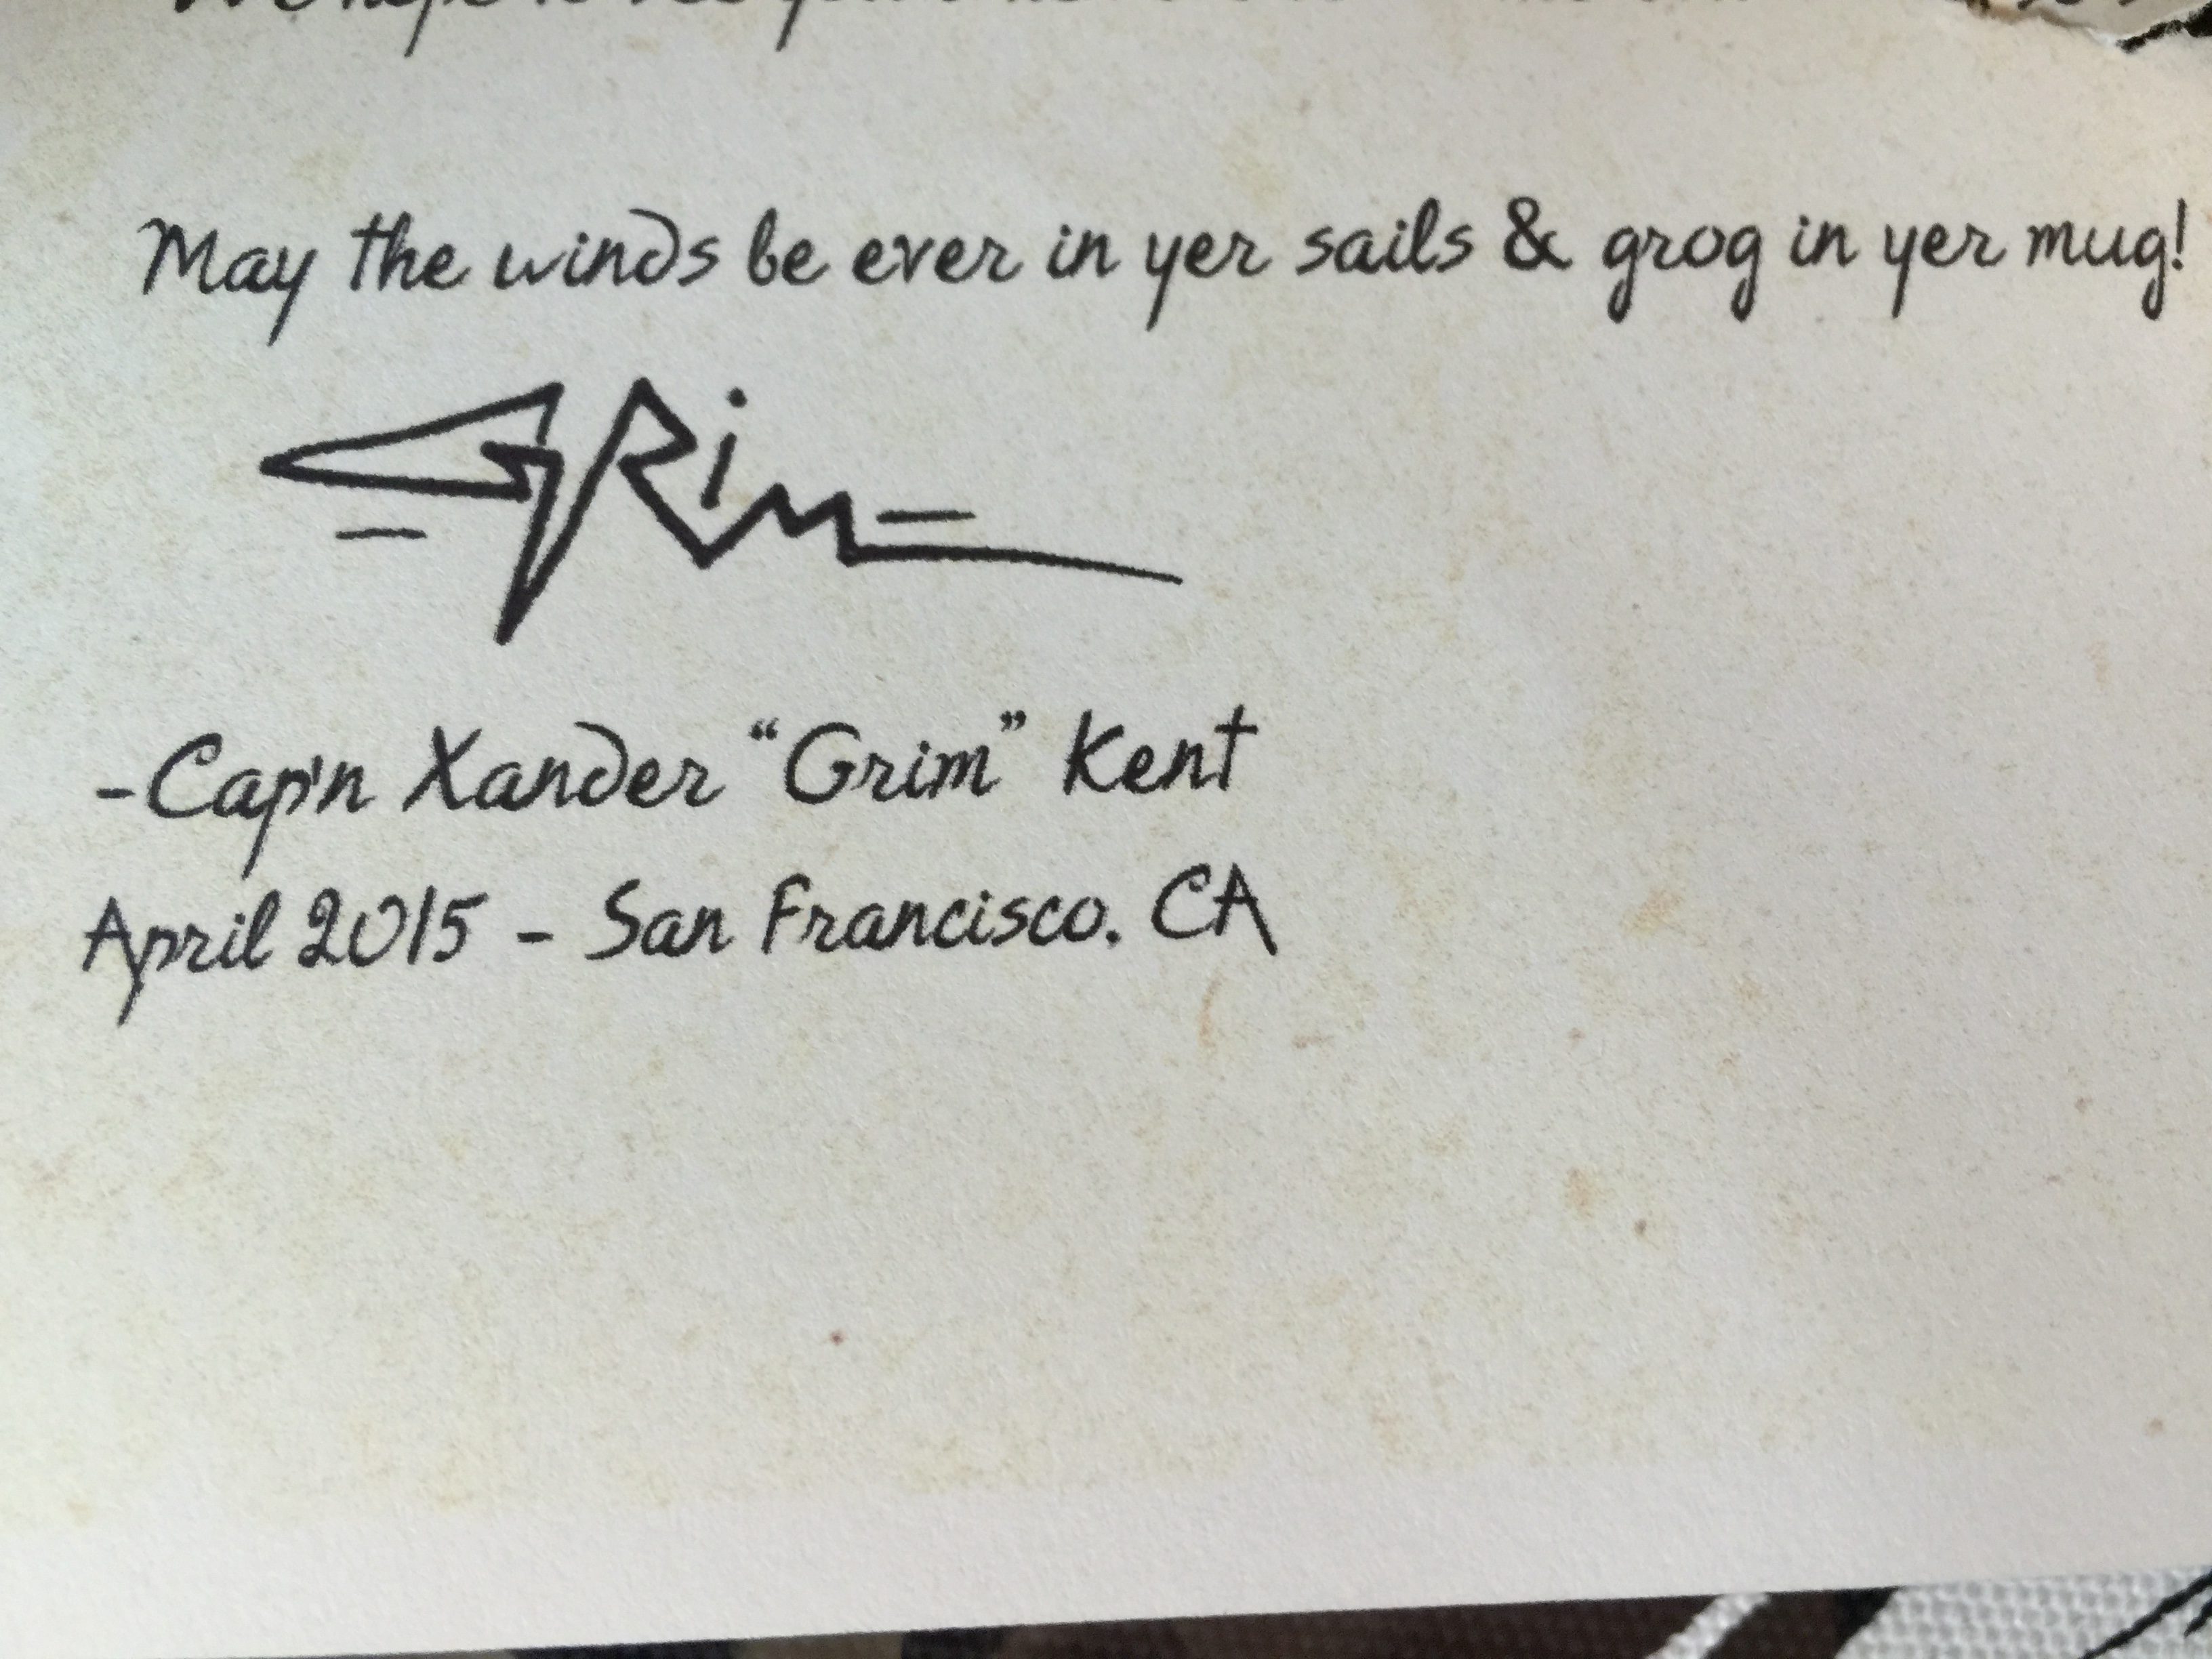 May the winds be ever in yer sails & grog in yer mug!
GRim
-Cap'n Xander “Grim” Kent
April 2015 - San Francisco. CA